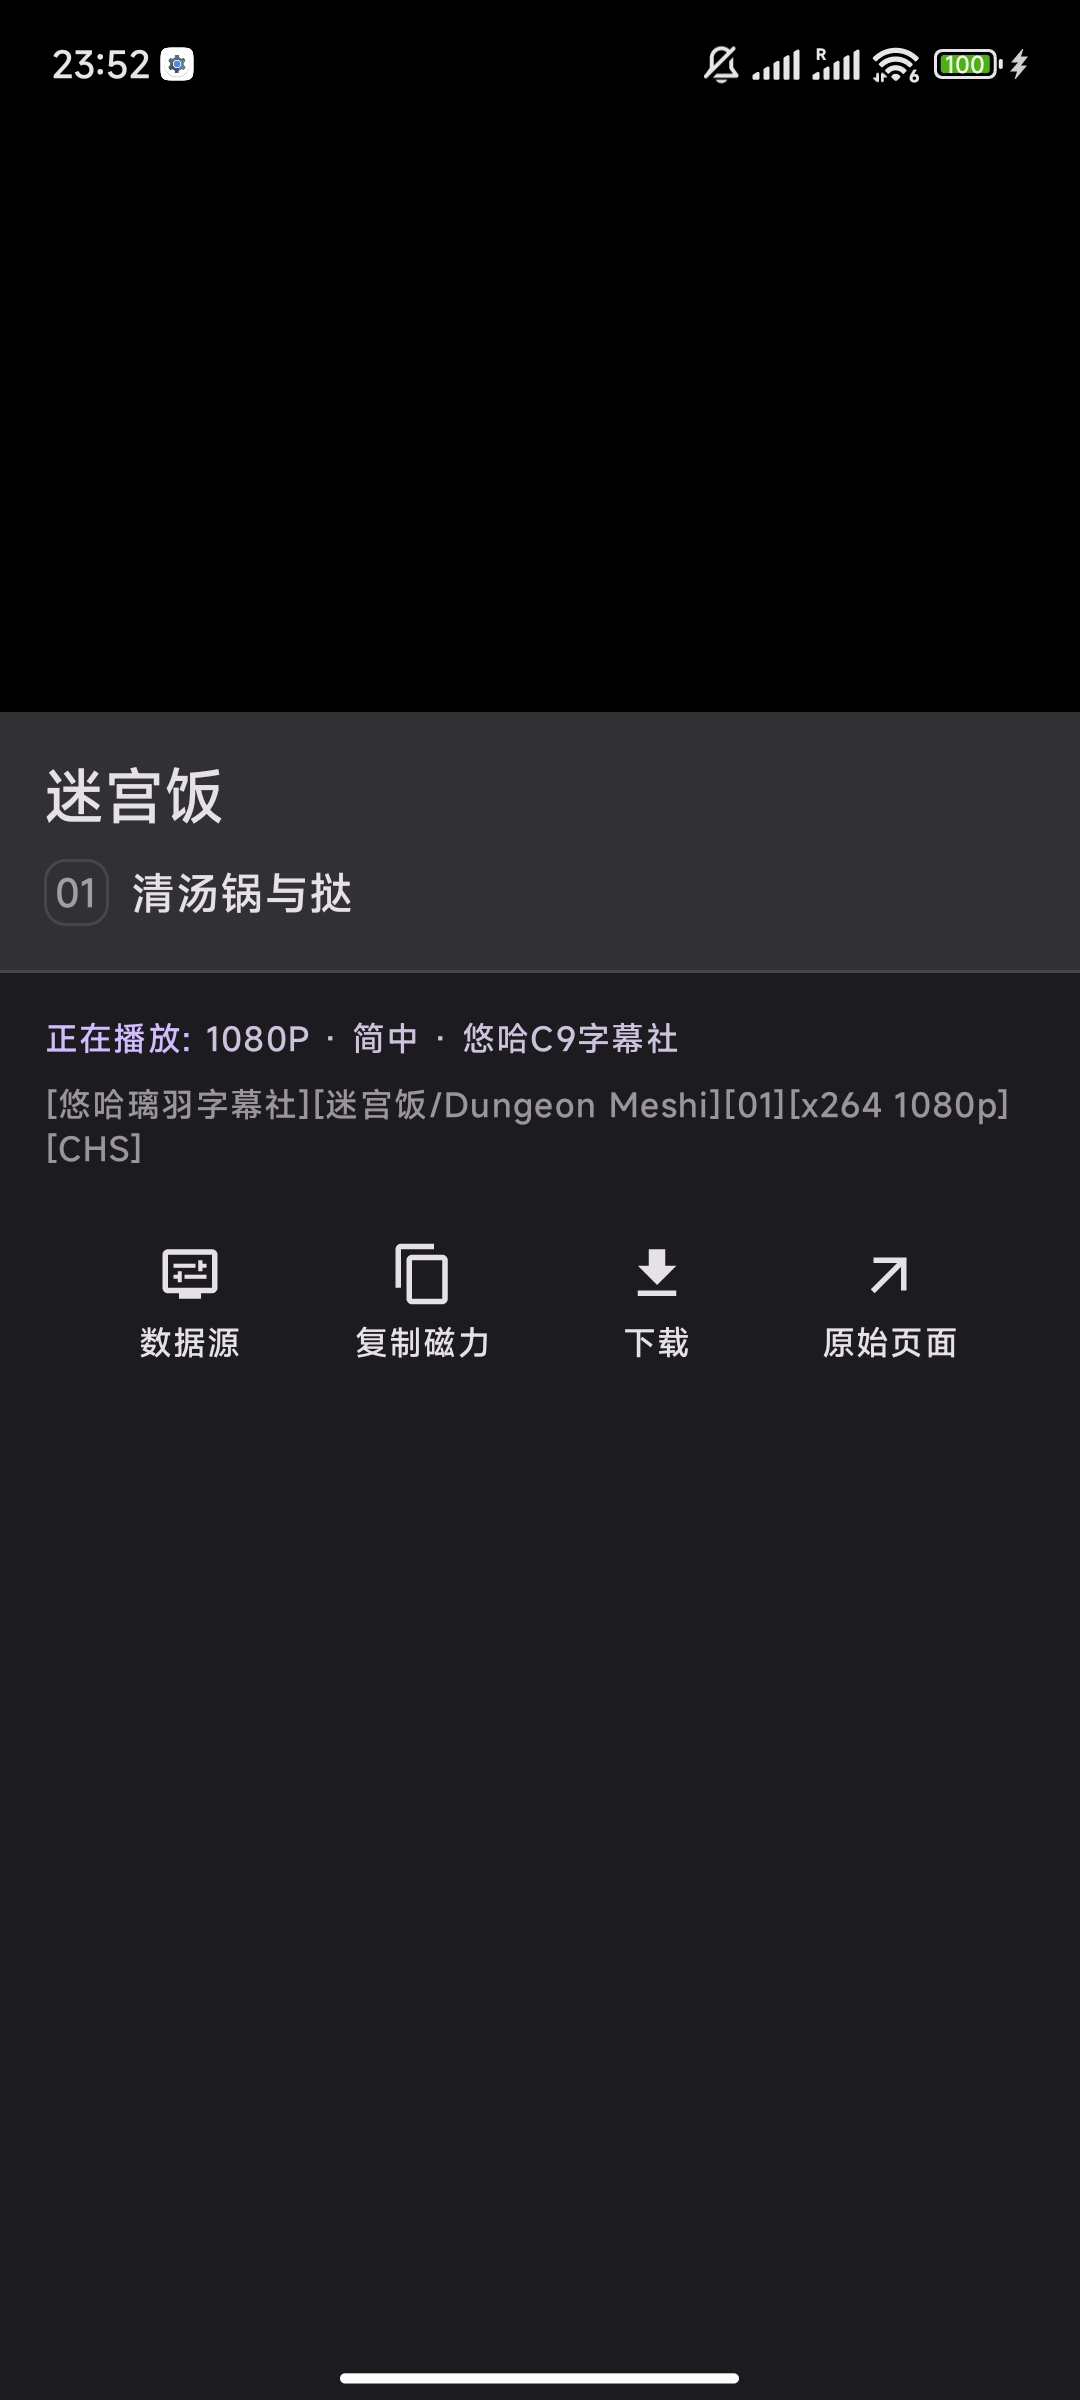 23:52
R
6
100
迷宫饭
01 清汤锅与挞
正在播放: 1080P · 简中 · 悠哈C9字幕社
[悠哈璃羽字幕社][迷宫饭/Dungeon Meshi][01][x264 1080p]
[CHS]
数据源 复制磁力 下载 原始页面